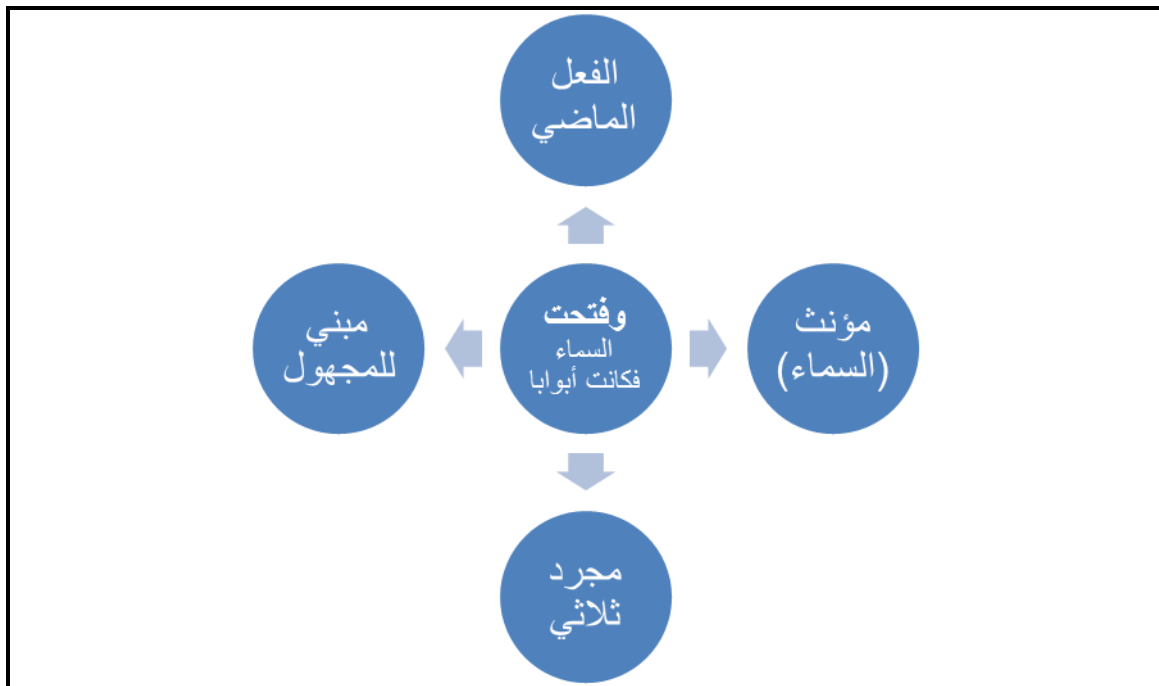 الفعل
الماضي
مؤنث
(السماء)
وفتحت
السماء
فكانت أبوابا
مبني
للمجهول
مجرد
ثلاثي